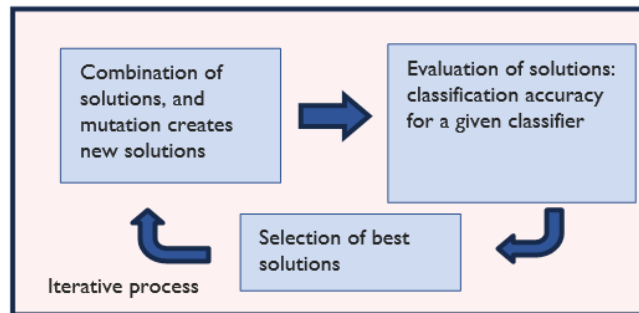 Combination of
solutions, and
mutation creates
new solutions
Evaluation of solutions:
classification accuracy
for a given classifier
Selection of best
solutions
Iterative process